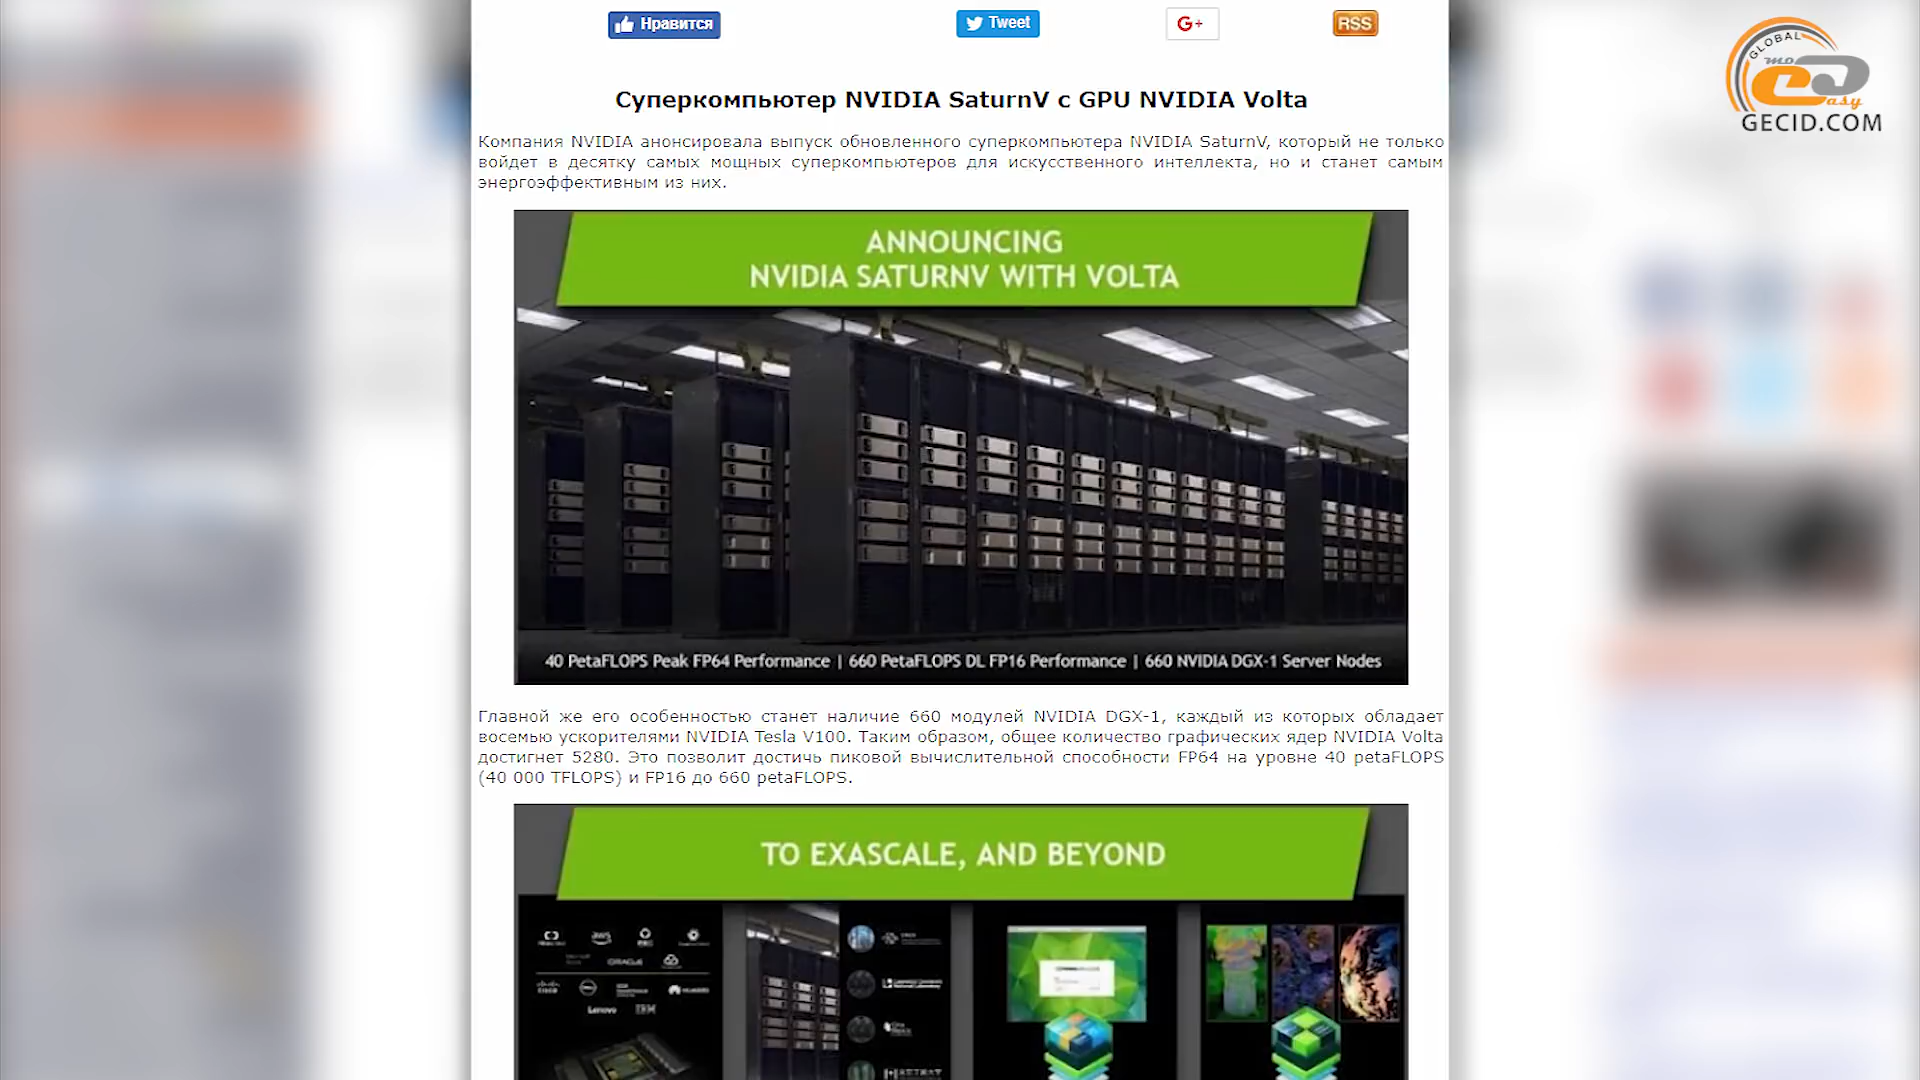 Нравится
Tweet
G+
RSS
GLOBAL
easy
GECID.COM
Суперкомпьютер NVIDIA SaturnV с GPU NVIDIA Volta
Компания NVIDIA анонсировала выпуск обновленного суперкомпьютера NVIDIA SaturnV, который не только
войдет в десятку самых мощных суперкомпьютеров для искусственного интеллекта, но и станет самым
энергоэффективным из них.
ANNOUNCING
NVIDIA SATURNV WITH VOLTA
40 PetaFLOPS Peak FP64 Performance | 660 PetaFLOPS DL FP16 Performance | 660 NVIDIA DGX-1 Server Nodes
Главной же его особенностью станет наличие 660 модулей NVIDIA DGX-1, каждый из которых обладает
восемью ускорителями NVIDIA Tesla V100. Таким образом, общее количество графических ядер NVIDIA Volta
достигнет 5280. Это позволит достичь пиковой вычислительной способности FP64 на уровне 40 petaFLOPS
(40 000 TFLOPS) и FP16 до 660 petaFLOPS.
TO EXASCALE, AND BEYOND
aws
ORACLE
CISCO
DELL
HUAWEI
Lenovo
IBM